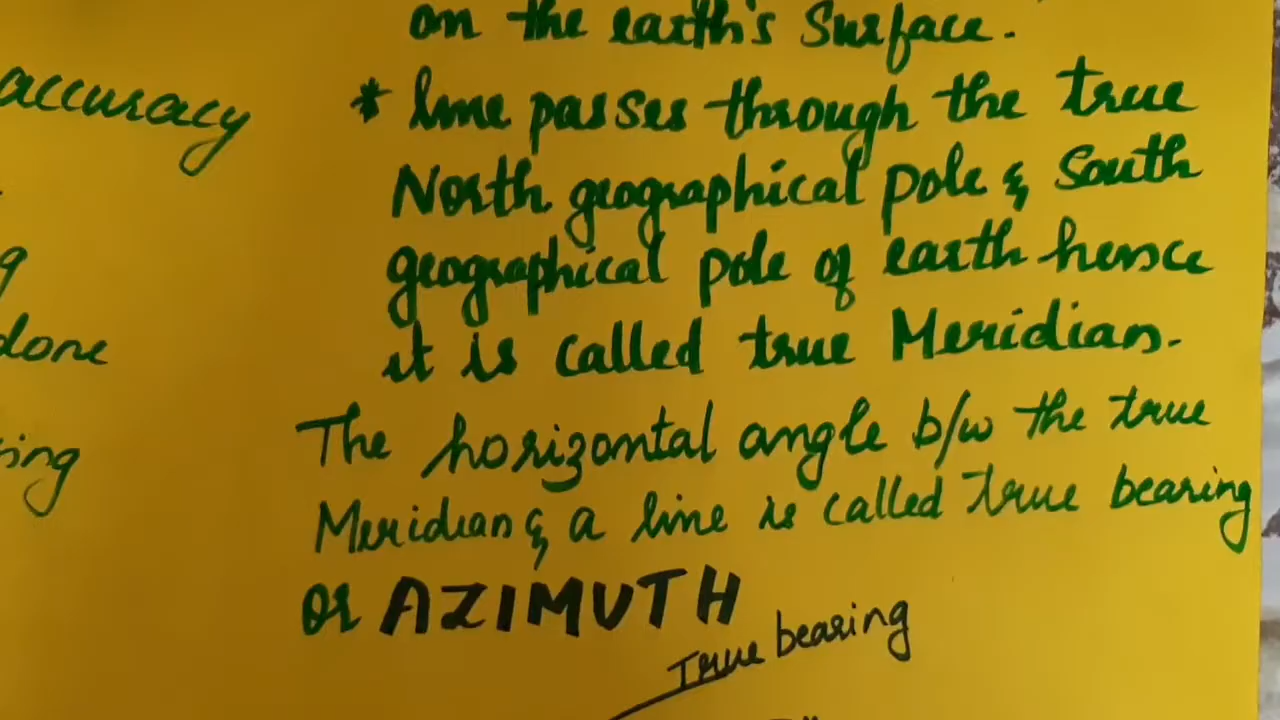 on the earth's Surface.
accuracy
* line passes through the true
North geographical pole & South
geographical pole of earth hence
done
it is called true Meridian.
The horizontal angle b/w the true
Meridian & a line is called true bearing
or AZIMUTH
True bearing